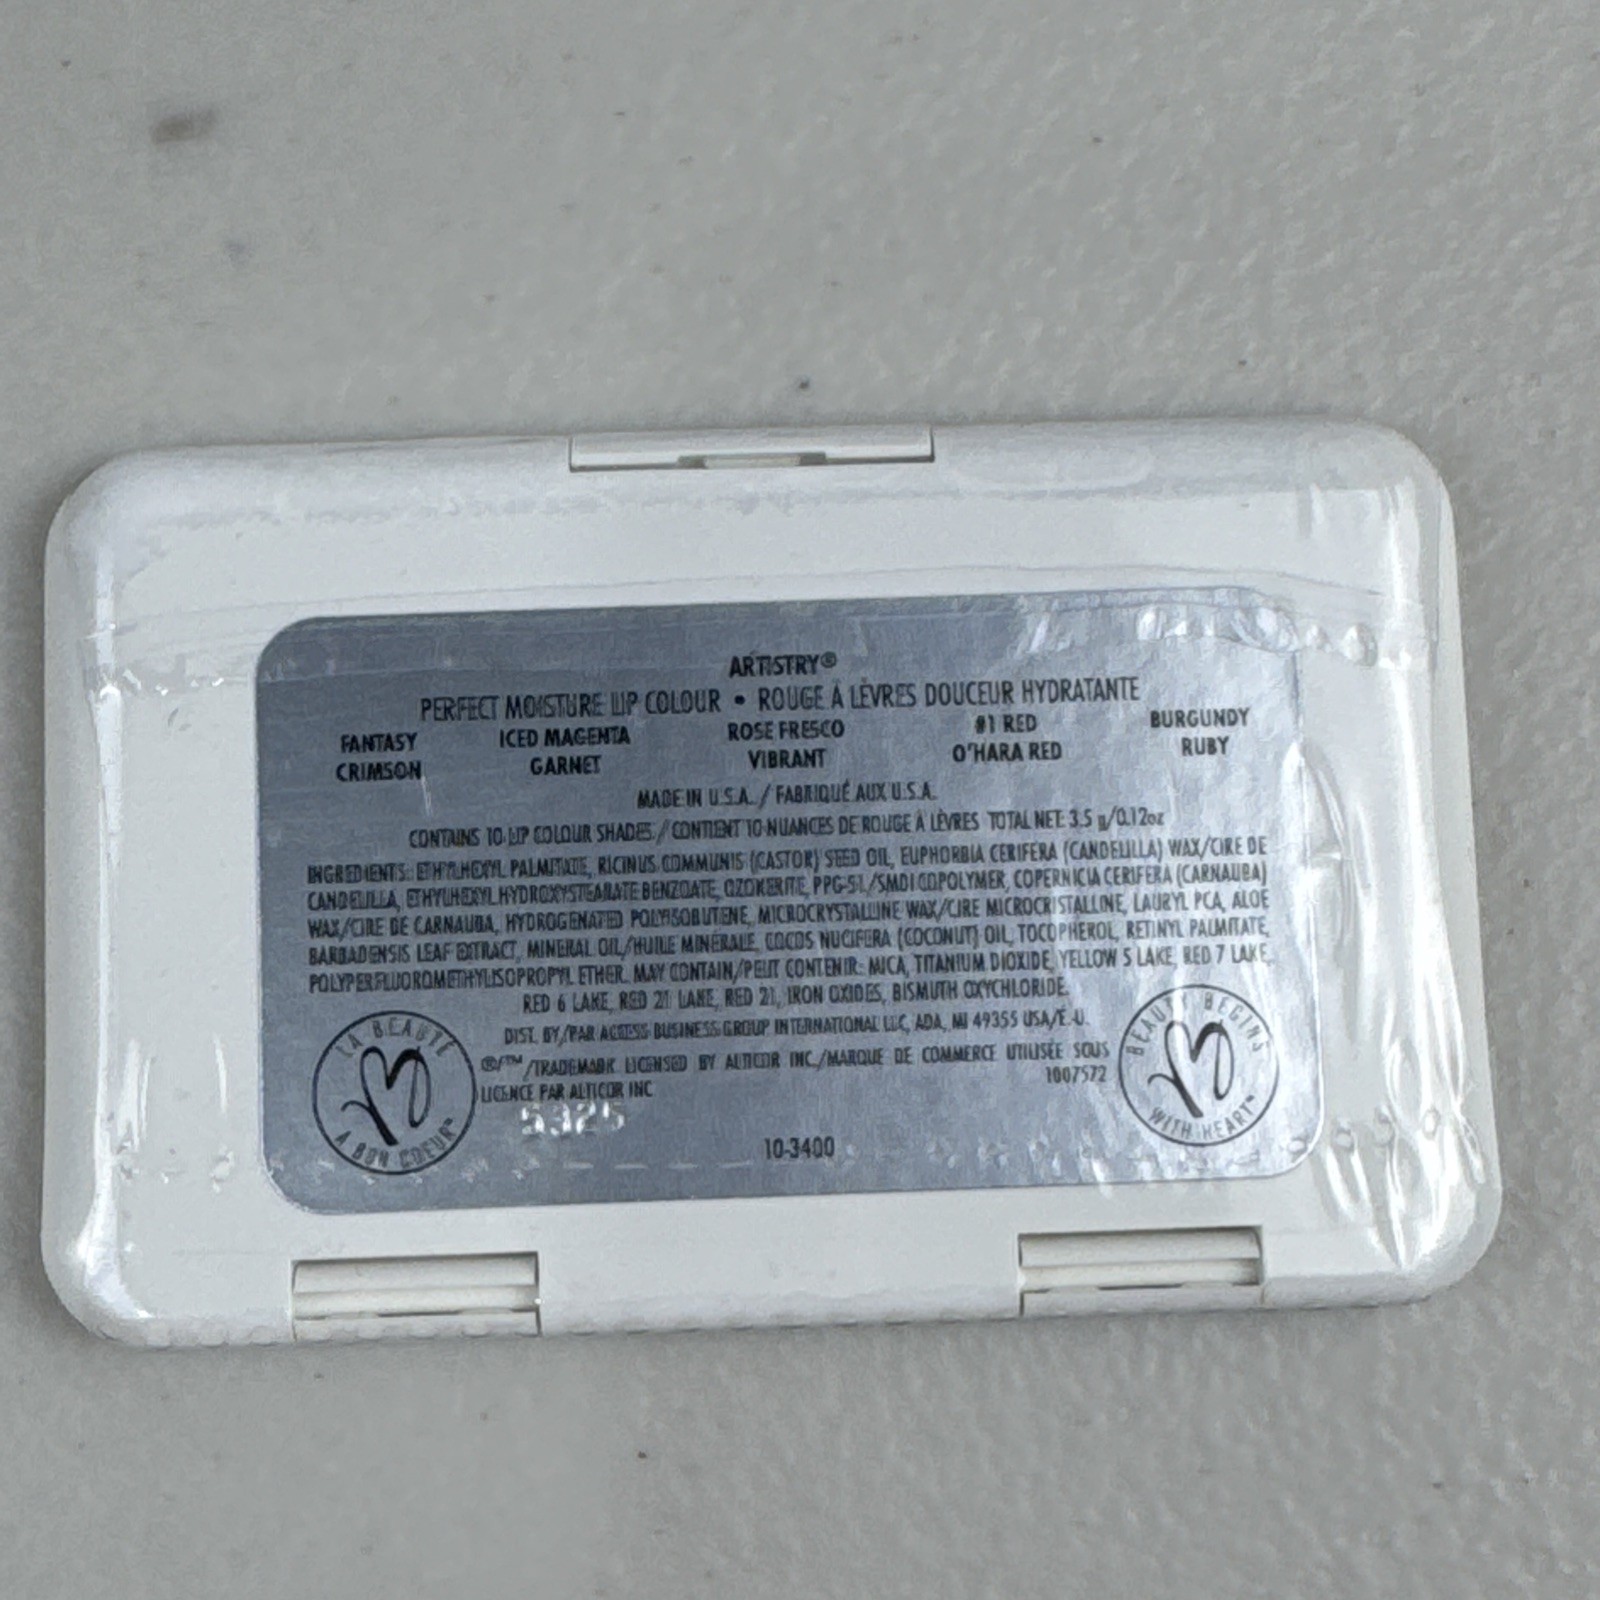 ARTISTRY®
PERFECT MOISTURE LIP COLOUR • ROUGE À LÈVRES DOUCEUR HYDRATANTE
FANTASY ICED MAGENTA ROSE FRESCO #1 RED BURGUNDY
CRIMSON GARNET VIBRANT O'HARA RED RUBY
MADE IN U.S.A. / FABRIQUÉ AUX U.S.A.
CONTAINS 10 LIP COLOUR SHADES / CONTIENT 10 NUANCES DE ROUGE À LÈVRES TOTAL NET: 3.5 g/0.12oz
INGREDIENTS: ETHYLHEXYL PALMITATE, RICINUS COMMUNIS (CASTOR) SEED OIL, EUPHORBIA CERIFERA (CANDELILLA) WAX/CIRE DE
CANDELILLA, ETHYLHEXYL HYDROXYSTEARATE BENZOATE, OZOKERITE, PPG-51/SMDI COPOLYMER, COPERNICIA CERIFERA (CARNAUBA)
WAX/CIRE DE CARNAUBA, HYDROGENATED POLYISOBUTENE, MICROCRYSTALLINE WAX/CIRE MICROCRISTALLINE, LAURYL PCA, ALOE
BARBADENSIS LEAF EXTRACT, MINERAL OIL/HUILE MINÉRALE, COCOS NUCIFERA (COCONUT) OIL, TOCOPHEROL, RETINYL PALMITATE,
POLYPERFLUOROMETHYLISOPROPYL ETHER. MAY CONTAIN/PEUT CONTENIR: MICA, TITANIUM DIOXIDE, YELLOW 5 LAKE, RED 7 LAKE,
RED 6 LAKE, RED 21 LAKE, RED 21, IRON OXIDES, BISMUTH OXYCHLORIDE.
DIST. BY/PAR ACCESS BUSINESS GROUP INTERNATIONAL LLC, ADA, MI 49355 USA/É.-U.
®/™/TRADEMARK LICENSED BY ALTICOR INC./MARQUE DE COMMERCE UTILISÉE SOUS
LICENCE PAR ALTICOR INC.
1007572
LA BEAUTÉ
A BON COEUR™
BEAUTY BEGINS
WITH HEART™
5325
10-3400